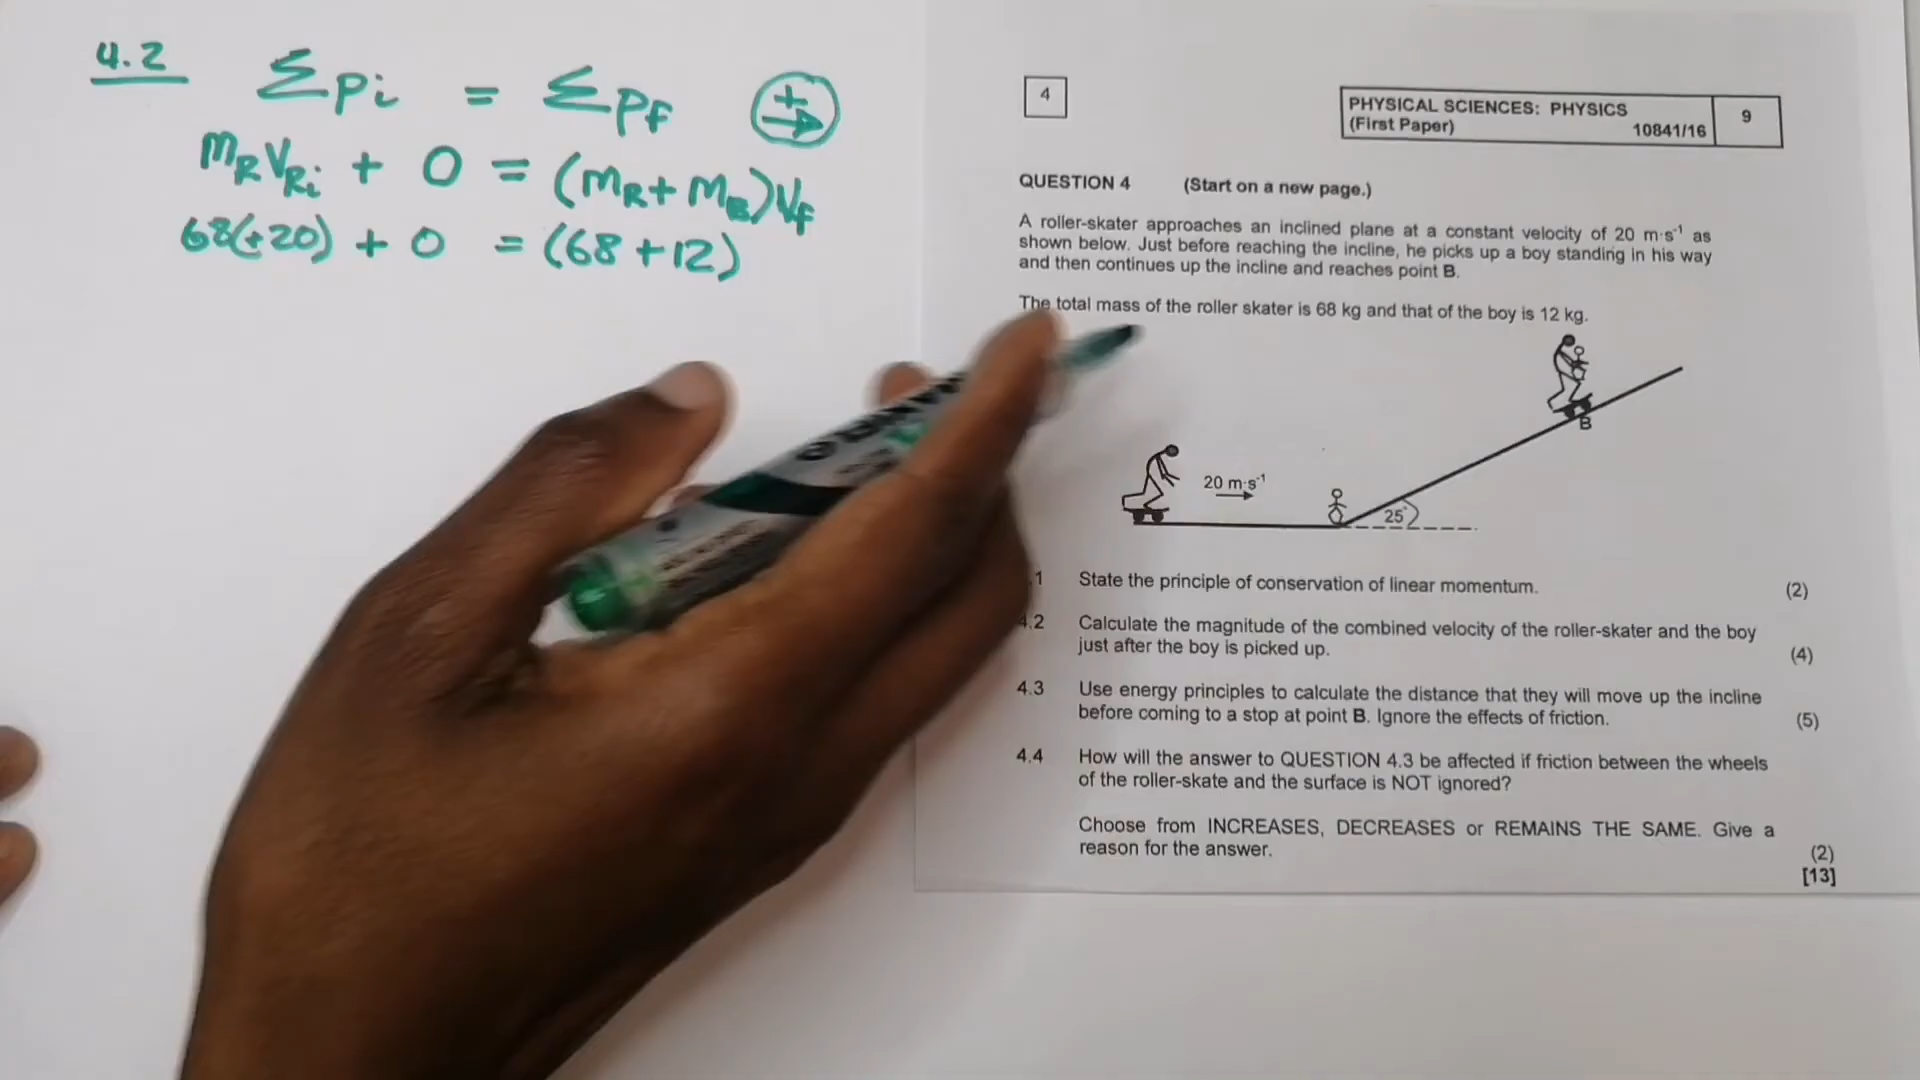 4.2 Σpi = Σpf +
mRVRi + 0 = (mR + mB)Vf
68(+20) + 0 = (68 + 12)
4
PHYSICAL SCIENCES: PHYSICS
(First Paper) 10841/16
9
QUESTION 4 (Start on a new page.)
A roller-skater approaches an inclined plane at a constant velocity of 20 m·s⁻¹ as
shown below. Just before reaching the incline, he picks up a boy standing in his way
and then continues up the incline and reaches point B.
The total mass of the roller skater is 68 kg and that of the boy is 12 kg.
B
20 m·s⁻¹
25°
.1 State the principle of conservation of linear momentum. (2)
4.2 Calculate the magnitude of the combined velocity of the roller-skater and the boy
just after the boy is picked up. (4)
4.3 Use energy principles to calculate the distance that they will move up the incline
before coming to a stop at point B. Ignore the effects of friction. (5)
4.4 How will the answer to QUESTION 4.3 be affected if friction between the wheels
of the roller-skate and the surface is NOT ignored?
Choose from INCREASES, DECREASES or REMAINS THE SAME. Give a
reason for the answer. (2)
[13]